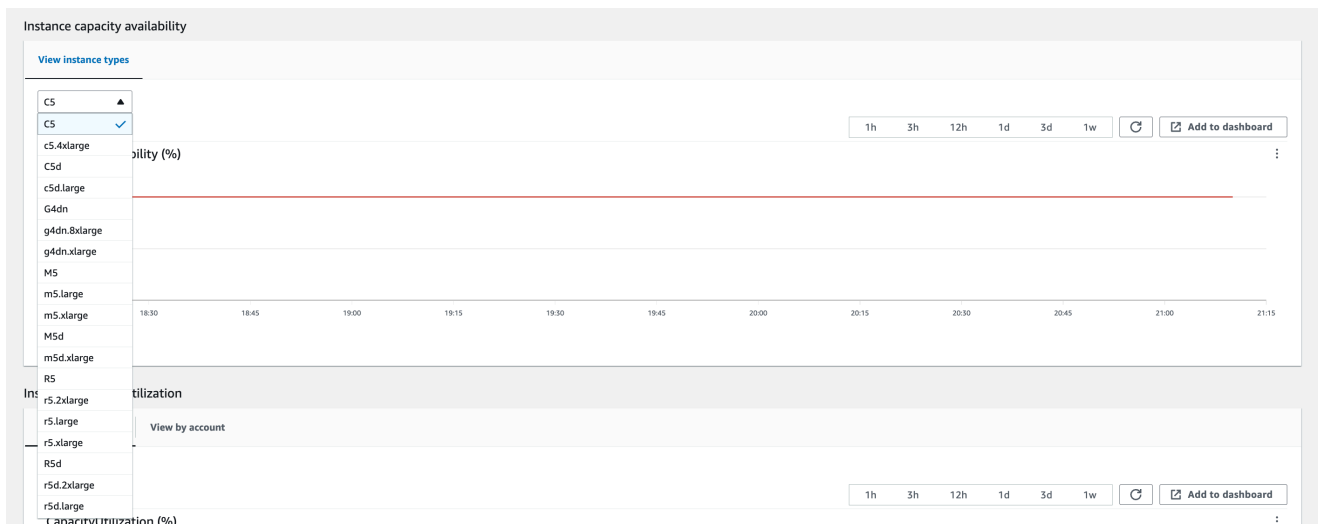 Instance capacity availability
View instance types
C5
C5
c5.4xlarge
C5d
c5d.large
G4dn
g4dn.8xlarge
g4dn.xlarge
M5
m5.large
m5.xlarge
M5d
m5d.xlarge
R5
r5.2xlarge
r5.large
r5.xlarge
R5d
r5d.2xlarge
r5d.large
1h 3h 12h 1d 3d 1w Add to dashboard
(%)
18:30 18:45 19:00 19:15 19:30 19:45 20:00 20:15 20:30 20:45 21:00 21:15
View by account
1h 3h 12h 1d 3d 1w Add to dashboard
CapacityUtilization (%)